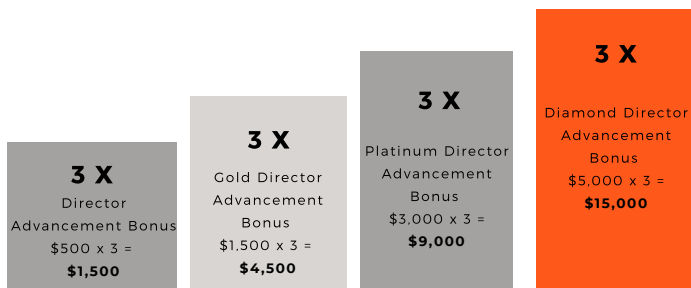 3 X
Director
Advancement Bonus
$500 x 3 =
$1,500
3 X
Gold Director
Advancement
Bonus
$1,500 x 3 =
$4,500
3 X
Platinum Director
Advancement
Bonus
$3,000 x 3 =
$9,000
3 X
Diamond Director
Advancement
Bonus
$5,000 x 3 =
$15,000